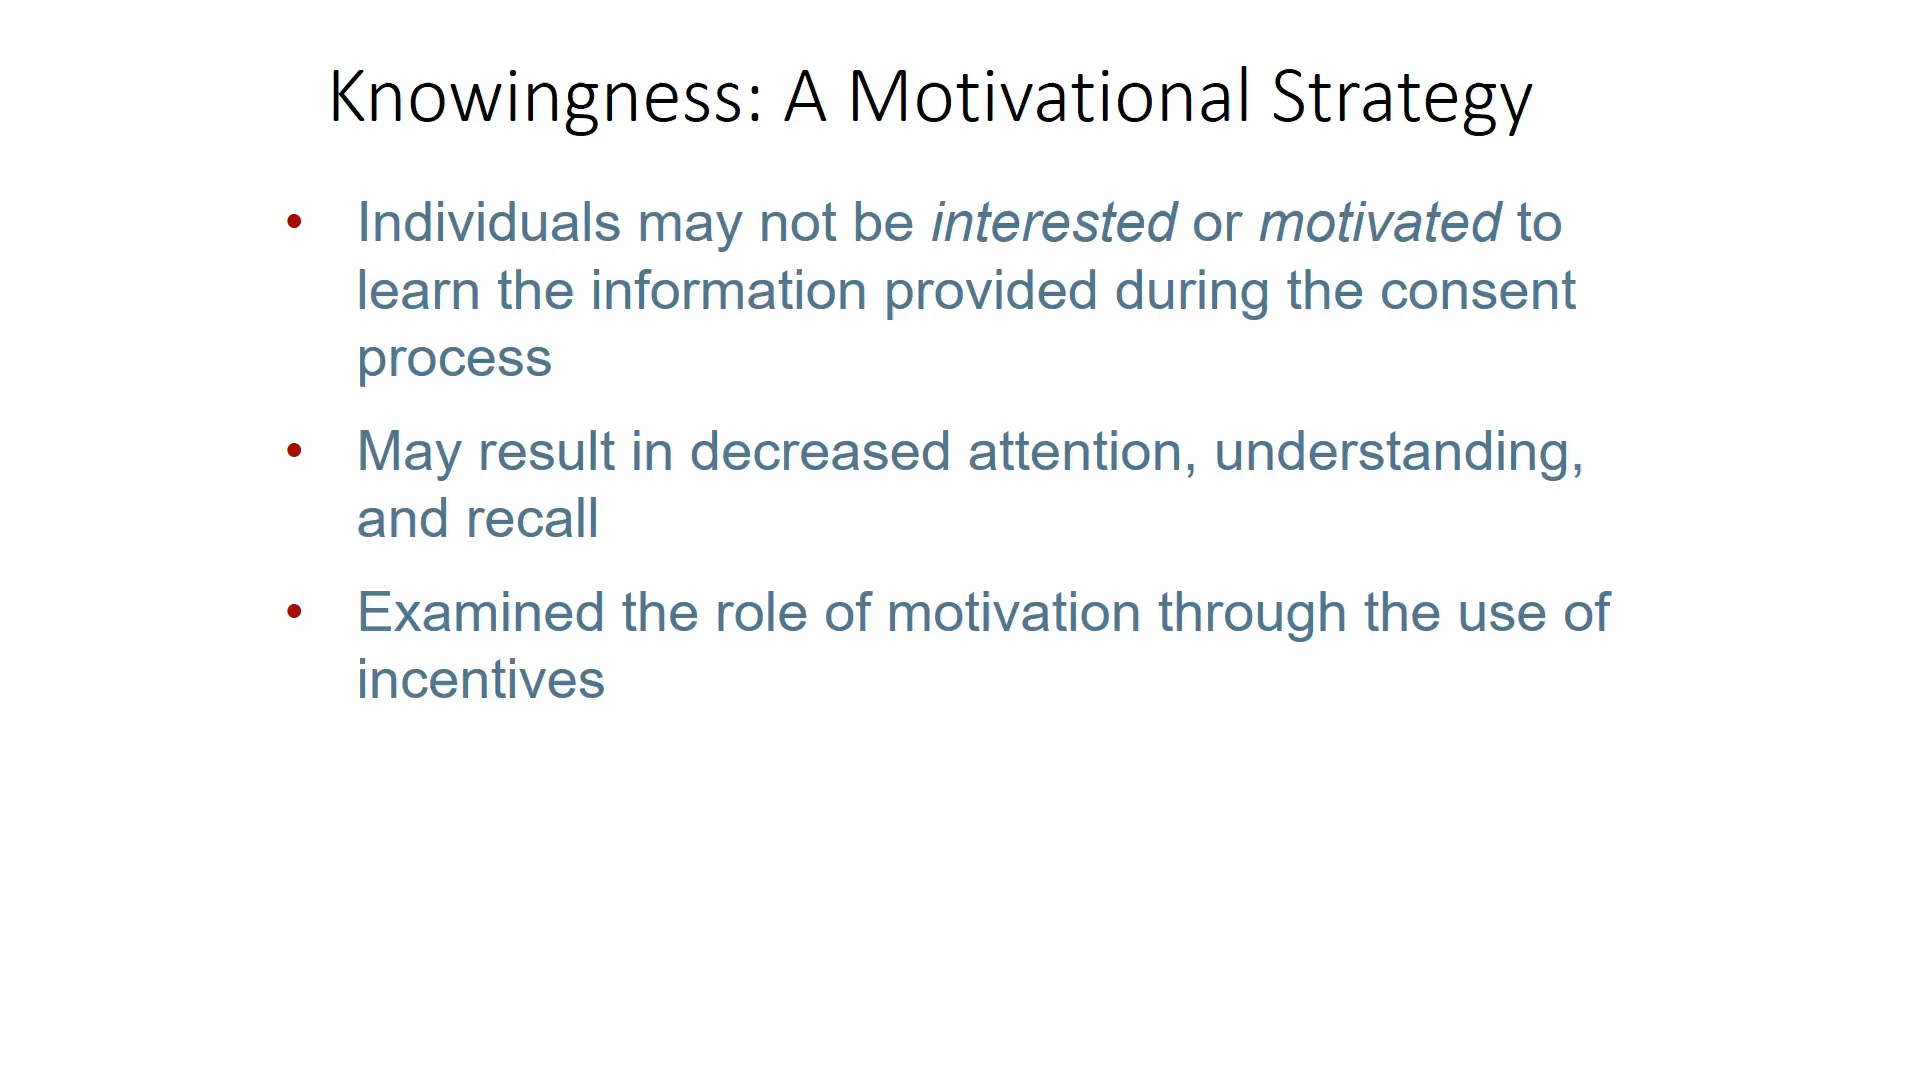 Knowingness: A Motivational Strategy
• Individuals may not be interested or motivated to
learn the information provided during the consent
process
• May result in decreased attention, understanding,
and recall
• Examined the role of motivation through the use of
incentives